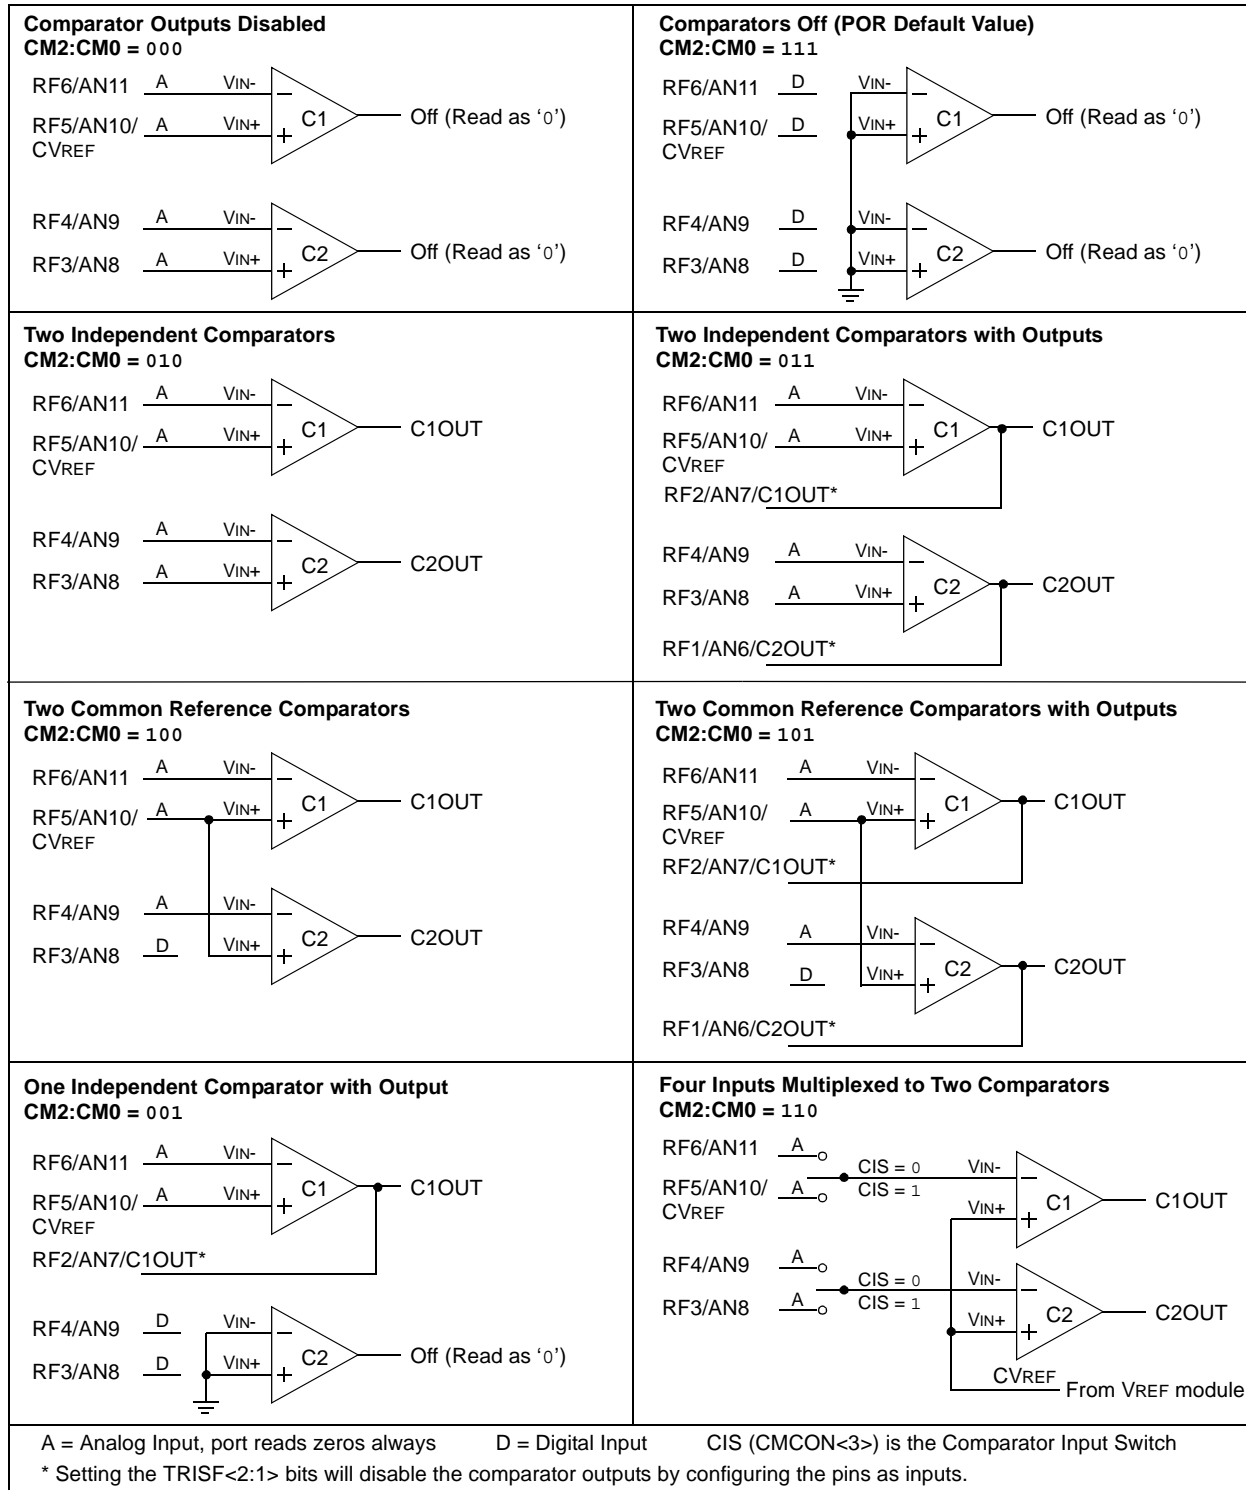 Comparator Outputs Disabled
CM2:CM0 = 000
RF6/AN11 A VIN-
RF5/AN10/ A VIN+
CVREF
C1
Off (Read as ‘0’)
RF4/AN9 A VIN-
RF3/AN8 A VIN+
C2
Off (Read as ‘0’)
Comparators Off (POR Default Value)
CM2:CM0 = 111
RF6/AN11 D VIN-
RF5/AN10/ D VIN+
CVREF
C1
Off (Read as ‘0’)
RF4/AN9 D VIN-
RF3/AN8 D VIN+
C2
Off (Read as ‘0’)
Two Independent Comparators
CM2:CM0 = 010
RF6/AN11 A VIN-
RF5/AN10/ A VIN+
CVREF
C1
C1OUT
RF4/AN9 A VIN-
RF3/AN8 A VIN+
C2
C2OUT
Two Independent Comparators with Outputs
CM2:CM0 = 011
RF6/AN11 A VIN-
RF5/AN10/ A VIN+
CVREF
C1
C1OUT
RF2/AN7/C1OUT*
RF4/AN9 A VIN-
RF3/AN8 A VIN+
C2
C2OUT
RF1/AN6/C2OUT*
Two Common Reference Comparators
CM2:CM0 = 100
RF6/AN11 A VIN-
RF5/AN10/ A VIN+
CVREF
C1
C1OUT
RF4/AN9 A VIN-
RF3/AN8 D VIN+
C2
C2OUT
Two Common Reference Comparators with Outputs
CM2:CM0 = 101
RF6/AN11 A VIN-
RF5/AN10/ A VIN+
CVREF
C1
C1OUT
RF2/AN7/C1OUT*
RF4/AN9 A VIN-
RF3/AN8 D VIN+
C2
C2OUT
RF1/AN6/C2OUT*
One Independent Comparator with Output
CM2:CM0 = 001
RF6/AN11 A VIN-
RF5/AN10/ A VIN+
CVREF
C1
C1OUT
RF2/AN7/C1OUT*
RF4/AN9 D VIN-
RF3/AN8 D VIN+
C2
Off (Read as ‘0’)
Four Inputs Multiplexed to Two Comparators
CM2:CM0 = 110
RF6/AN11 A
CIS = 0 VIN-
RF5/AN10/ A CIS = 1
CVREF
VIN+
C1
C1OUT
RF4/AN9 A
CIS = 0 VIN-
RF3/AN8 A CIS = 1
VIN+
C2
C2OUT
CVREF
From VREF module
A = Analog Input, port reads zeros always D = Digital Input CIS (CMCON<3>) is the Comparator Input Switch
* Setting the TRISF<2:1> bits will disable the comparator outputs by configuring the pins as inputs.